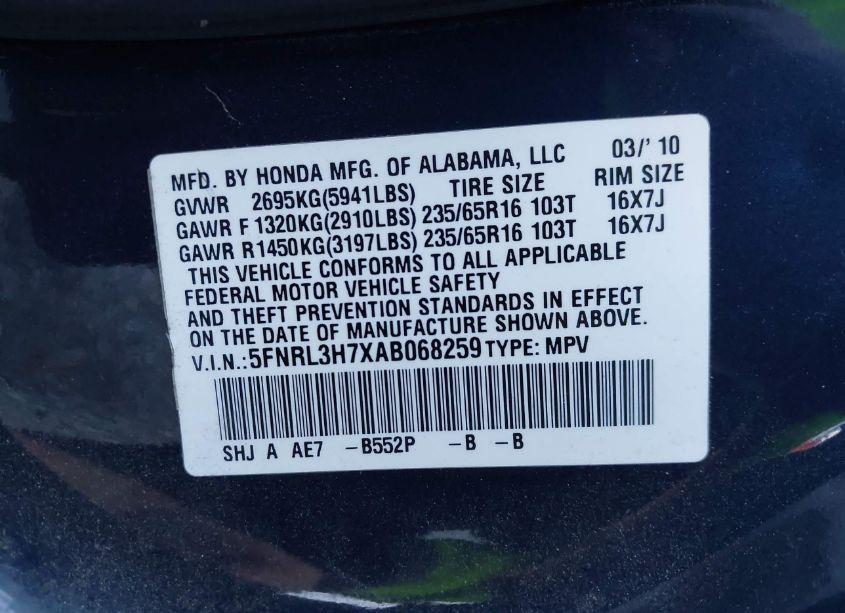 MFD. BY HONDA MFG. OF ALABAMA, LLC 03/' 10
GVWR 2695KG(5941LBS) TIRE SIZE RIM SIZE
GAWR F 1320KG(2910LBS) 235/65R16 103T 16X7J
GAWR R1450KG(3197LBS) 235/65R16 103T 16X7J
THIS VEHICLE CONFORMS TO ALL APPLICABLE
FEDERAL MOTOR VEHICLE SAFETY
AND THEFT PREVENTION STANDARDS IN EFFECT
ON THE DATE OF MANUFACTURE SHOWN ABOVE.
V.I.N.:5FNRL3H7XAB068259 TYPE: MPV
SHJ A AE7 -B552P -B -B